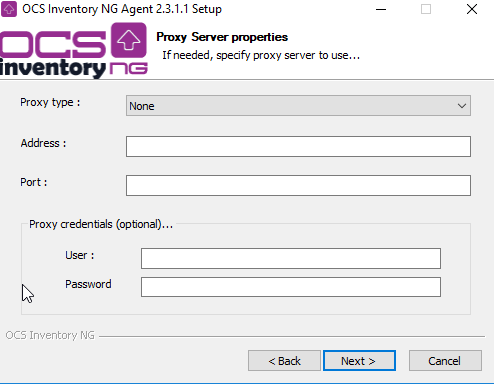 OCS Inventory NG Agent 2.3.1.1 Setup
OCS
inventory NG
Proxy Server properties
If needed, specify proxy server to use...
Proxy type :
None
Address :
Port :
Proxy credentials (optional)...
User :
Password
OCS Inventory NG
< Back
Next >
Cancel